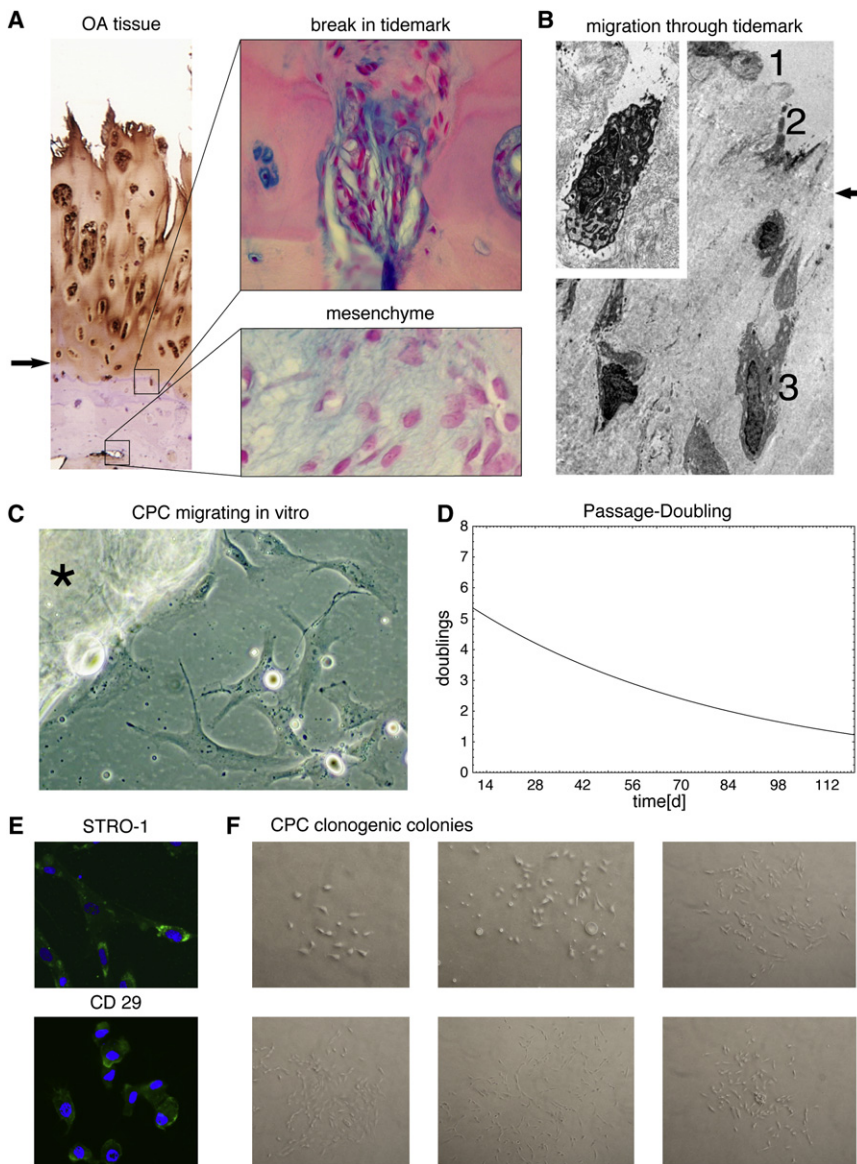 A
OA tissue
break in tidemark
mesenchyme
B
migration through tidemark
1
2
3
C
CPC migrating in vitro
*
D
Passage-Doubling
doublings
8
7
6
5
4
3
2
1
0
14 28 42 56 70 84 98 112
time[d]
E
STRO-1
CD 29
F
CPC clonogenic colonies